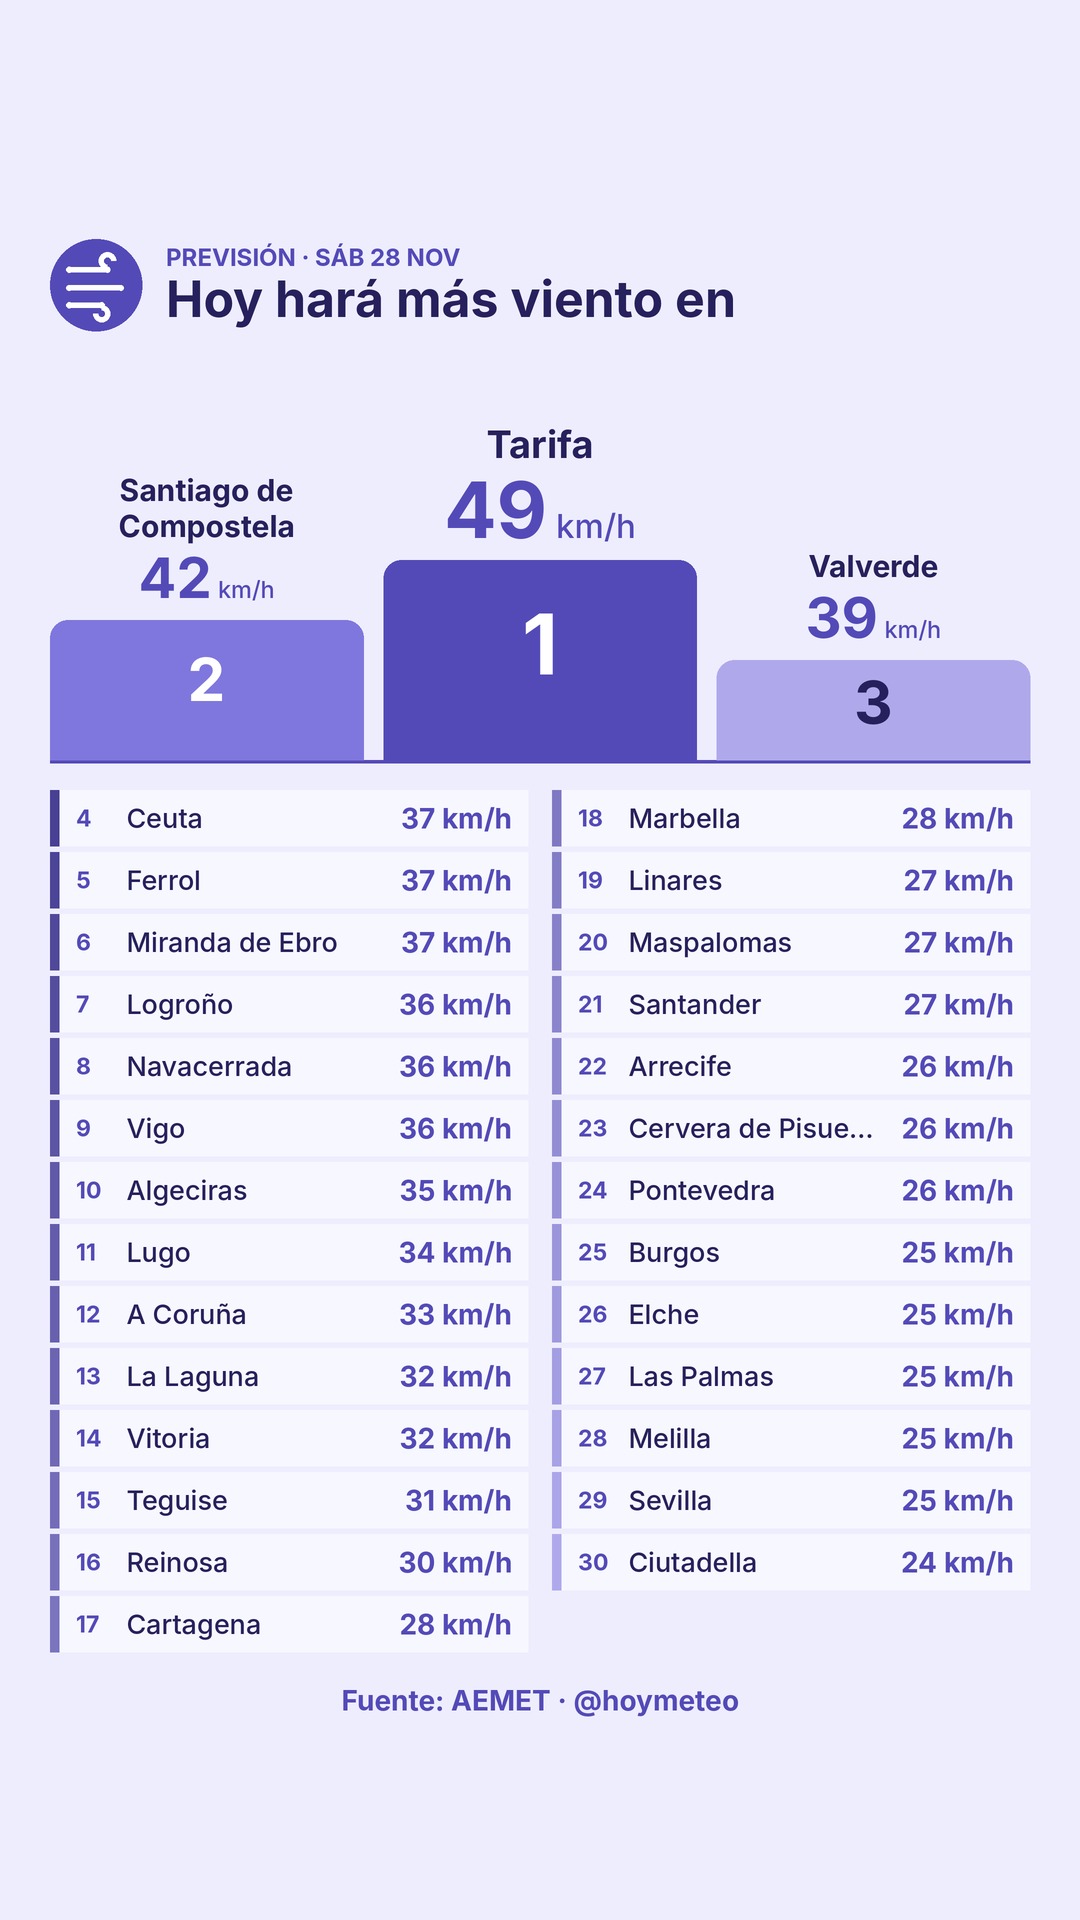 PREVISIÓN · SÁB 28 NOV
Hoy hará más viento en
Tarifa
49 km/h
1
Santiago de
Compostela
42 km/h
2
Valverde
39 km/h
3
4 Ceuta 37 km/h
5 Ferrol 37 km/h
6 Miranda de Ebro 37 km/h
7 Logroño 36 km/h
8 Navacerrada 36 km/h
9 Vigo 36 km/h
10 Algeciras 35 km/h
11 Lugo 34 km/h
12 A Coruña 33 km/h
13 La Laguna 32 km/h
14 Vitoria 32 km/h
15 Teguise 31 km/h
16 Reinosa 30 km/h
17 Cartagena 28 km/h
18 Marbella 28 km/h
19 Linares 27 km/h
20 Maspalomas 27 km/h
21 Santander 27 km/h
22 Arrecife 26 km/h
23 Cervera de Pisue... 26 km/h
24 Pontevedra 26 km/h
25 Burgos 25 km/h
26 Elche 25 km/h
27 Las Palmas 25 km/h
28 Melilla 25 km/h
29 Sevilla 25 km/h
30 Ciutadella 24 km/h
Fuente: AEMET · @hoymeteo